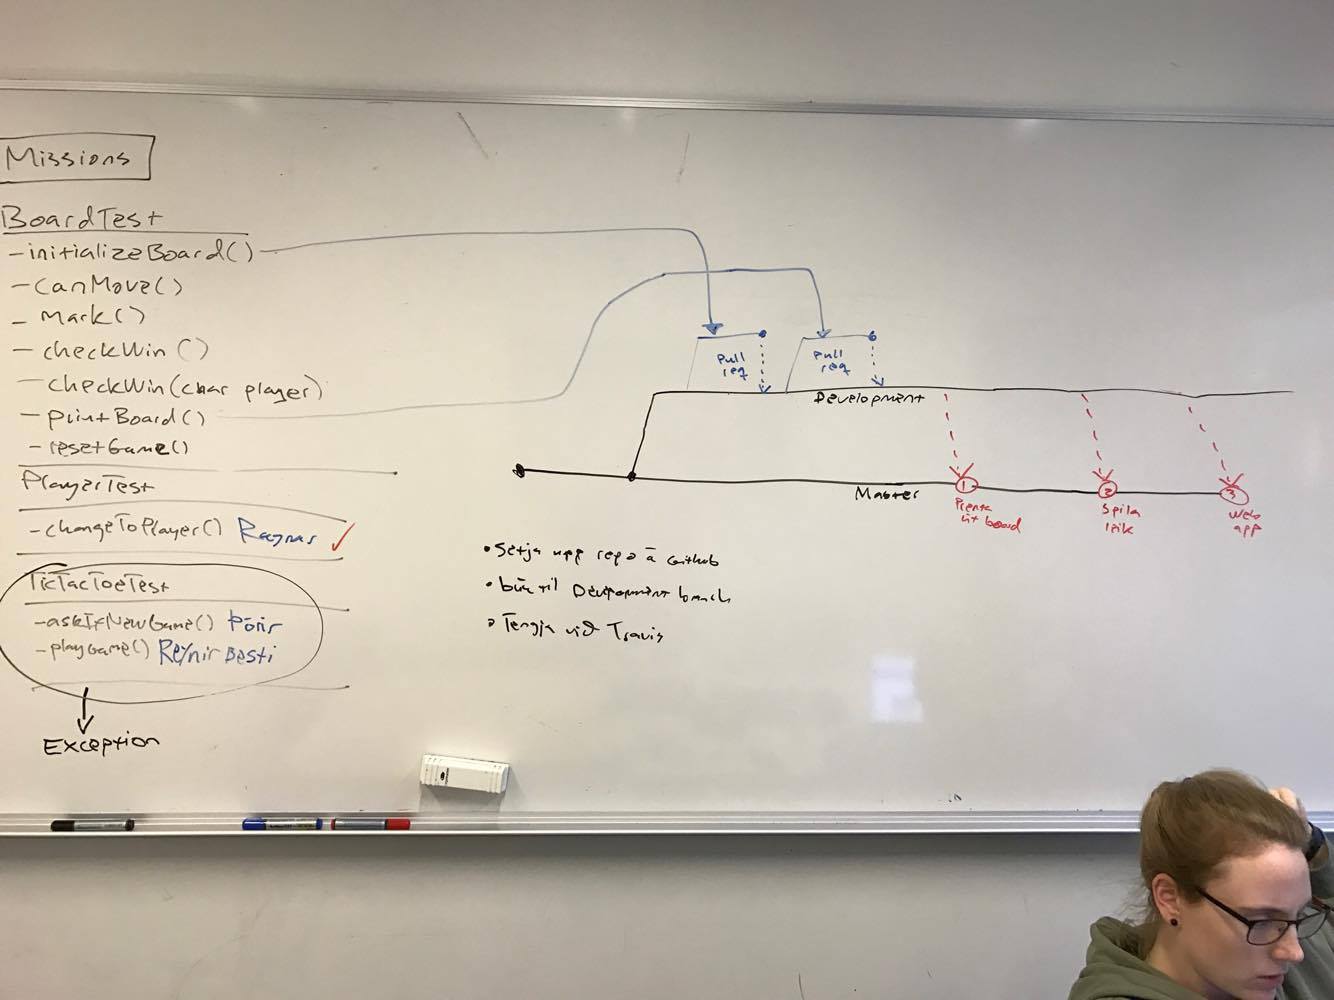 Missions
BoardTest
- initializeBoard()
- canMove()
- Mark()
- checkWin()
- checkWin(char player)
- printBoard()
- resetGame()
PlayerTest
- changeToPlayer() Ragnar ✓
TicTacToeTest
- askIfNewGame() Þórir
- playGame() Reynir Besti
Exception
Pull
req
Pull
req
Development
Master
1
Prenta
út board
2
Spila
leik
3
Web
app
• Setja upp repo á GitHub
• búa til Development branch
• Tengja við Travis